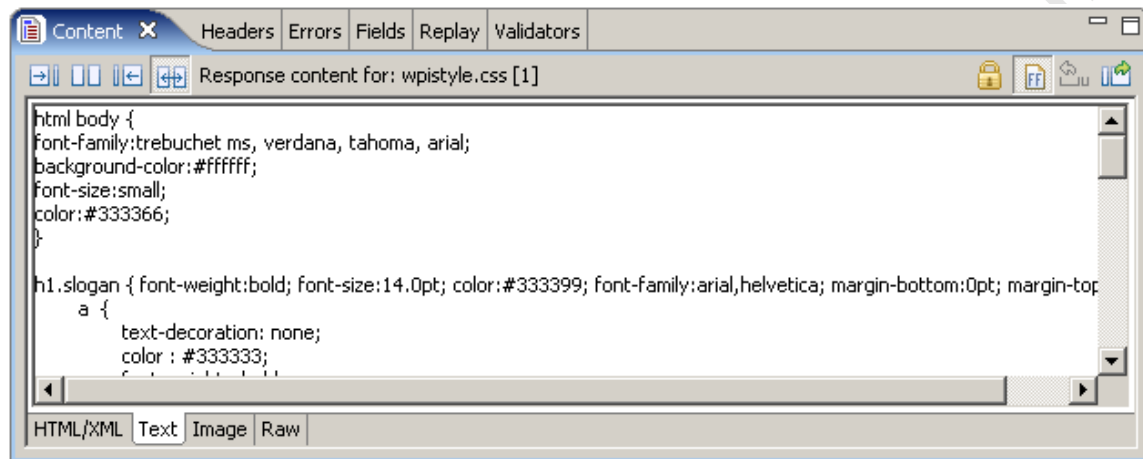 Content Headers Errors Fields Replay Validators
Response content for: wpistyle.css [1] FF
html body {
font-family:trebuchet ms, verdana, tahoma, arial;
background-color:#ffffff;
font-size:small;
color:#333366;
}
h1.slogan { font-weight:bold; font-size:14.0pt; color:#333399; font-family:arial,helvetica; margin-bottom:0pt; margin-top
a {
text-decoration: none;
color : #333333;
HTML/XML Text Image Raw